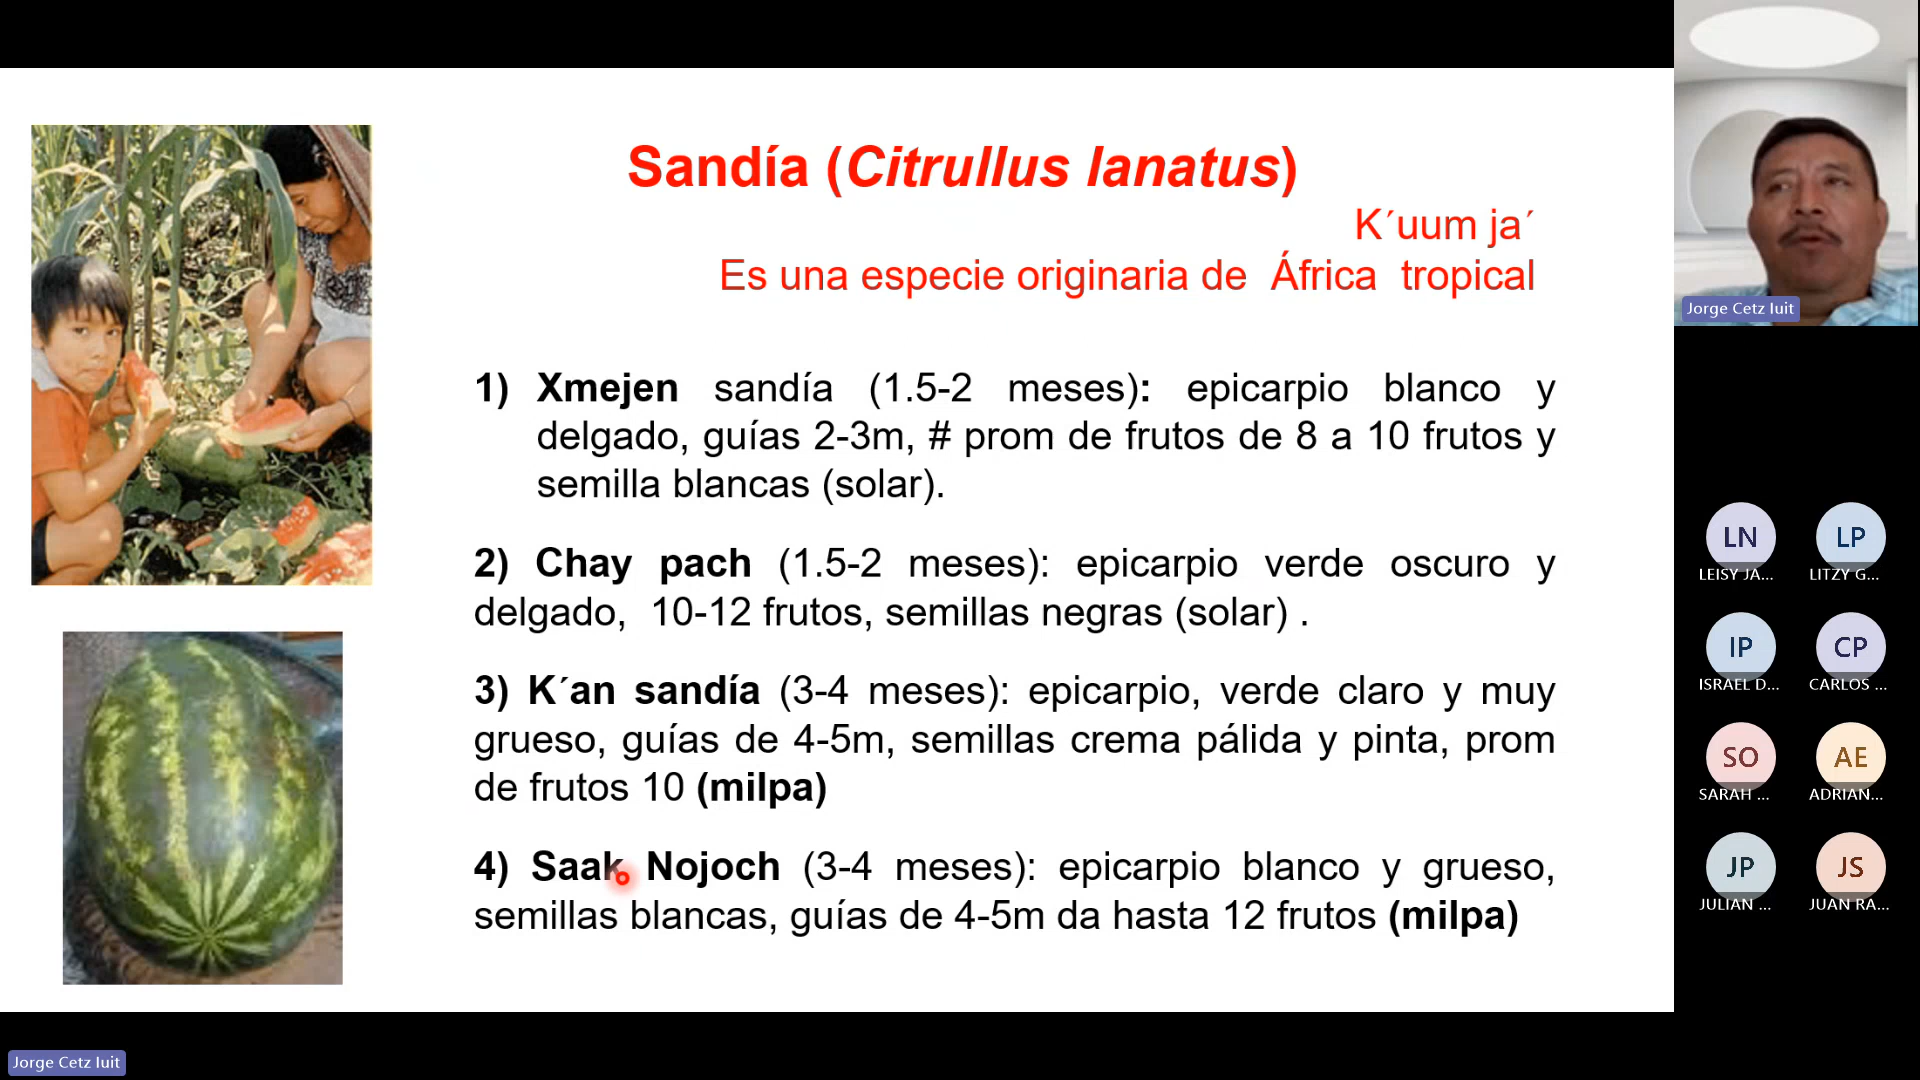 Sandía (Citrullus lanatus)
K´uum ja´
Es una especie originaria de África tropical
1) Xmejen sandía (1.5-2 meses): epicarpio blanco y
delgado, guías 2-3m, # prom de frutos de 8 a 10 frutos y
semilla blancas (solar).
2) Chay pach (1.5-2 meses): epicarpio verde oscuro y
delgado, 10-12 frutos, semillas negras (solar) .
3) K´an sandía (3-4 meses): epicarpio, verde claro y muy
grueso, guías de 4-5m, semillas crema pálida y pinta, prom
de frutos 10 (milpa)
4) Saak Nojoch (3-4 meses): epicarpio blanco y grueso,
semillas blancas, guías de 4-5m da hasta 12 frutos (milpa)
Jorge Cetz Iuit
Jorge Cetz Iuit
LN
LP
LEISY JA...
LITZY G...
IP
CP
ISRAEL D...
CARLOS ...
SO
AE
SARAH ...
ADRIAN...
JP
JS
JULIAN ...
JUAN RA...